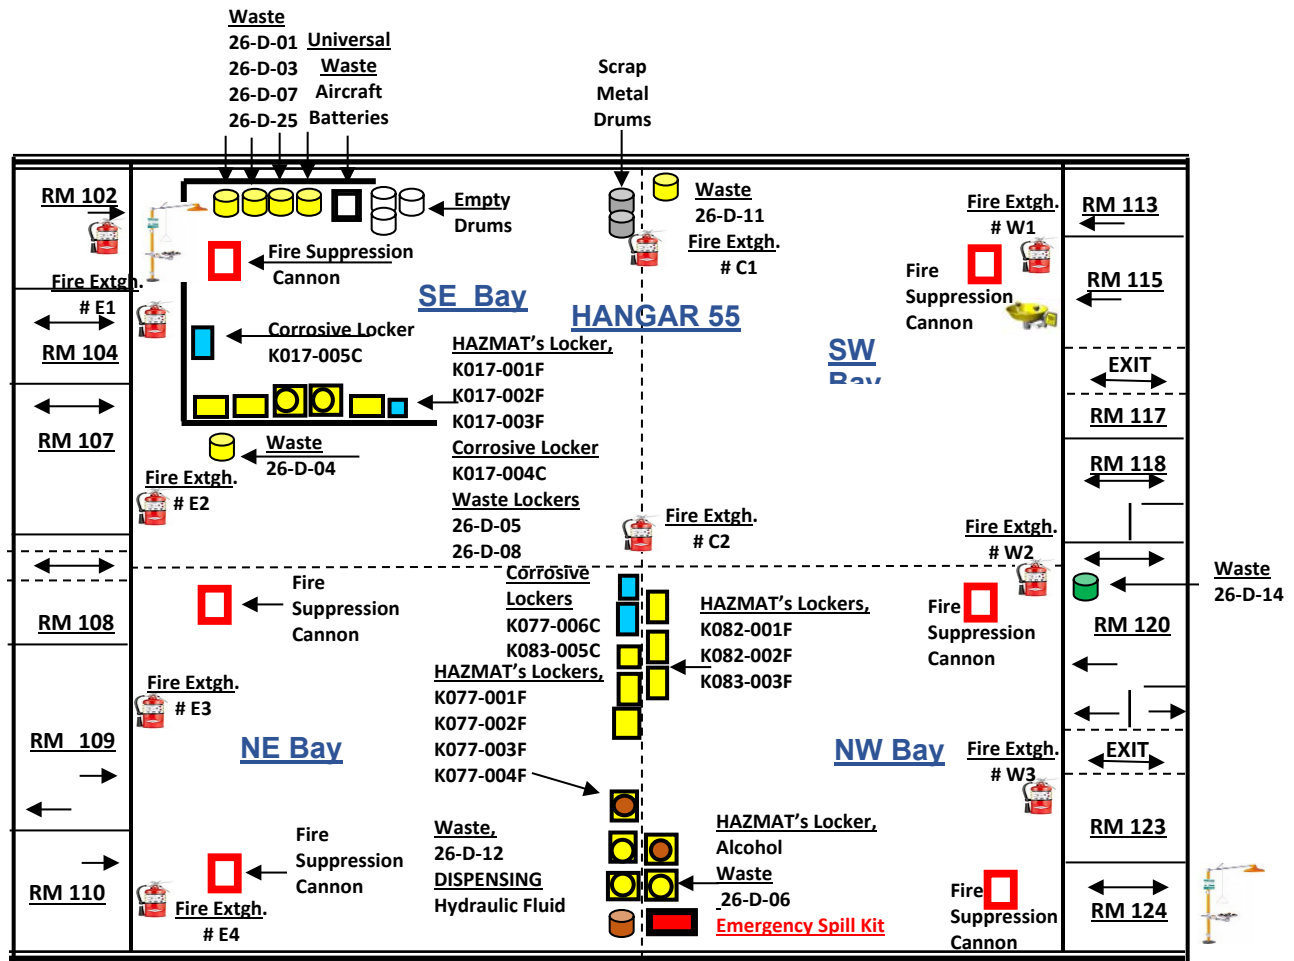 Waste
26-D-01
26-D-03
26-D-07
26-D-25
Universal
Waste
Aircraft
Batteries
Scrap
Metal
Drums
RM 102
Empty
Drums
Waste
26-D-11
Fire Extgh.
# C1
Fire Extgh.
# W1
RM 113
Fire Suppression
Cannon
Fire Extgh.
# E1
SE Bay
HANGAR 55
Fire
Suppression
Cannon
RM 115
RM 104
Corrosive Locker
K017-005C
HAZMAT's Locker,
K017-001F
K017-002F
K017-003F
Corrosive Locker
K017-004C
Waste Lockers
26-D-05
26-D-08
SW
Bay
EXIT
RM 117
RM 107
Waste
26-D-04
RM 118
Fire Extgh.
# E2
Fire Extgh.
# C2
Fire Extgh.
# W2
Waste
26-D-14
Fire
Suppression
Cannon
Corrosive
Lockers
K077-006C
K083-005C
HAZMAT's Lockers,
K082-001F
K082-002F
K083-003F
Fire
Suppression
Cannon
RM 108
RM 120
HAZMAT's Lockers,
K077-001F
K077-002F
K077-003F
K077-004F
Fire Extgh.
# E3
RM 109
NE Bay
NW Bay
Fire Extgh.
# W3
EXIT
Fire
Suppression
Cannon
Waste,
26-D-12
DISPENSING
Hydraulic Fluid
HAZMAT's Locker,
Alcohol
Waste
26-D-06
Emergency Spill Kit
RM 123
RM 110
Fire Extgh.
# E4
Fire
Suppression
Cannon
RM 124